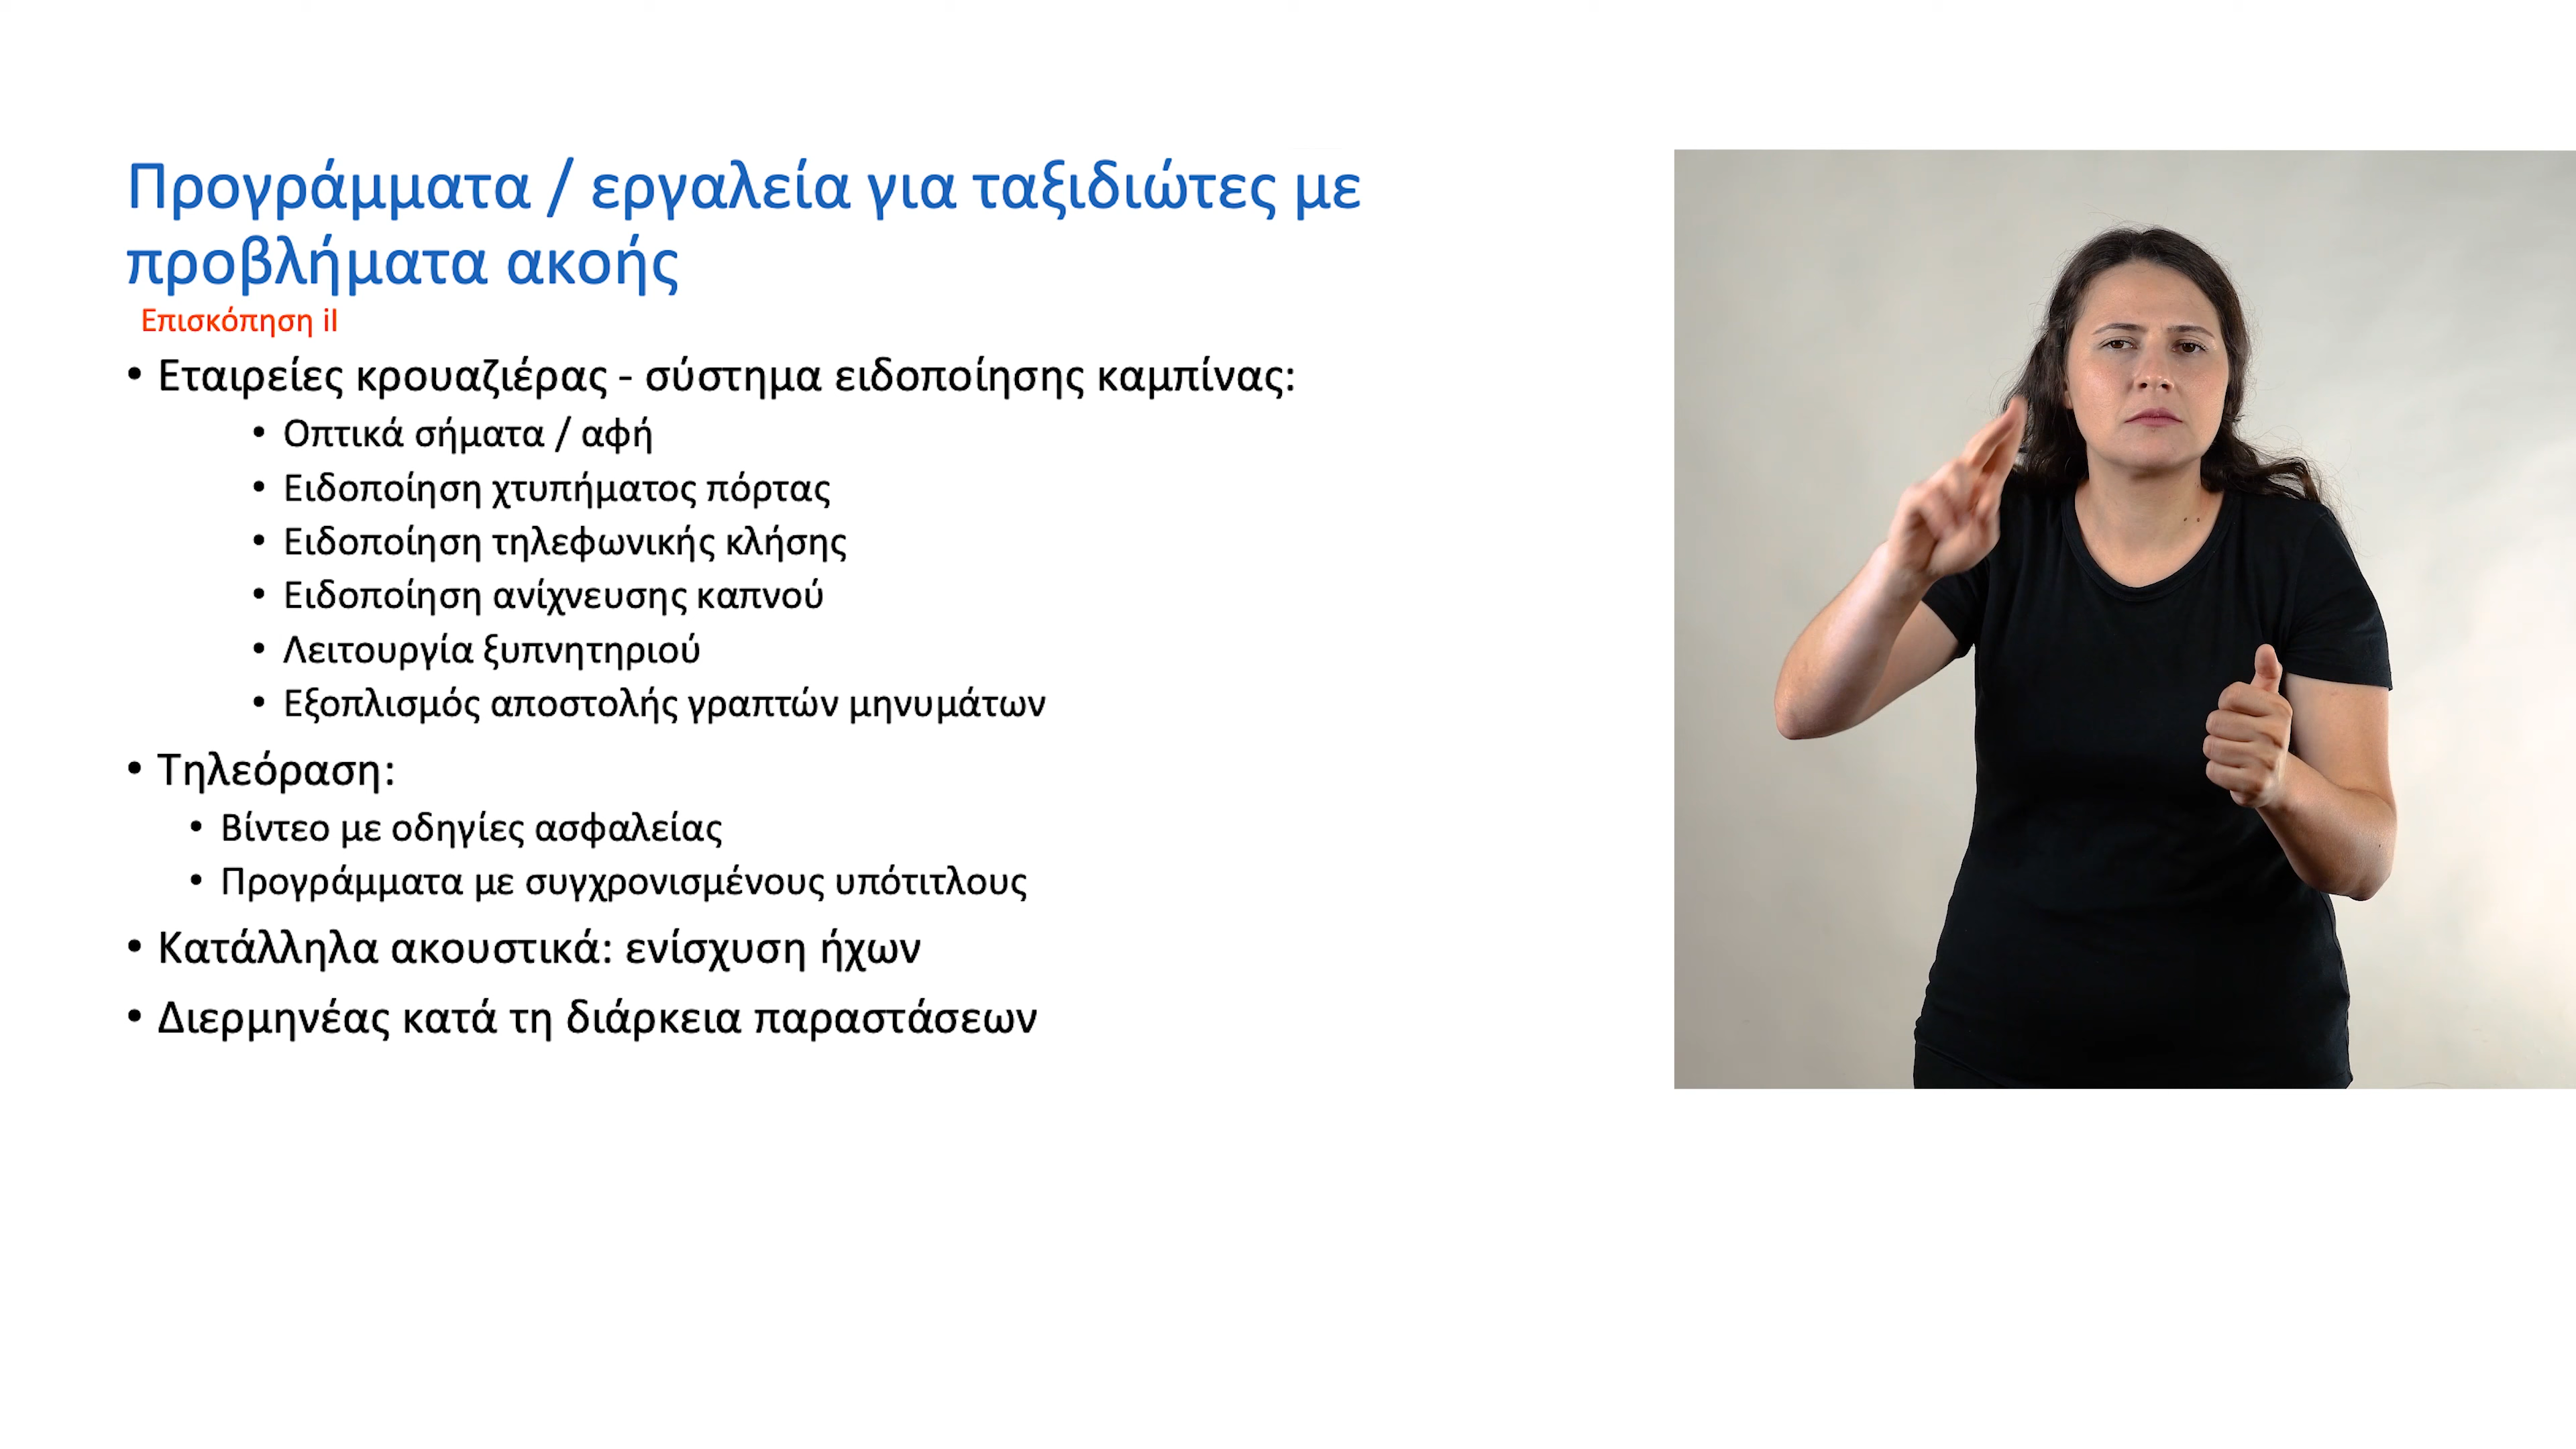 Προγράμματα / εργαλεία για ταξιδιώτες με
προβλήματα ακοής
Επισκόπηση iI
• Εταιρείες κρουαζιέρας - σύστημα ειδοποίησης καμπίνας:
• Οπτικά σήματα / αφή
• Ειδοποίηση χτυπήματος πόρτας
• Ειδοποίηση τηλεφωνικής κλήσης
• Ειδοποίηση ανίχνευσης καπνού
• Λειτουργία ξυπνητηριού
• Εξοπλισμός αποστολής γραπτών μηνυμάτων
• Τηλεόραση:
• Βίντεο με οδηγίες ασφαλείας
• Προγράμματα με συγχρονισμένους υπότιτλους
• Κατάλληλα ακουστικά: ενίσχυση ήχων
• Διερμηνέας κατά τη διάρκεια παραστάσεων